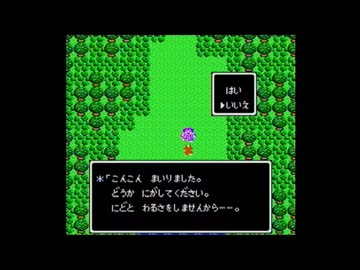 はい
▶いいえ
＊「こんこん まいりました。
どうか にがしてください。
にどと わるさをしませんから……。